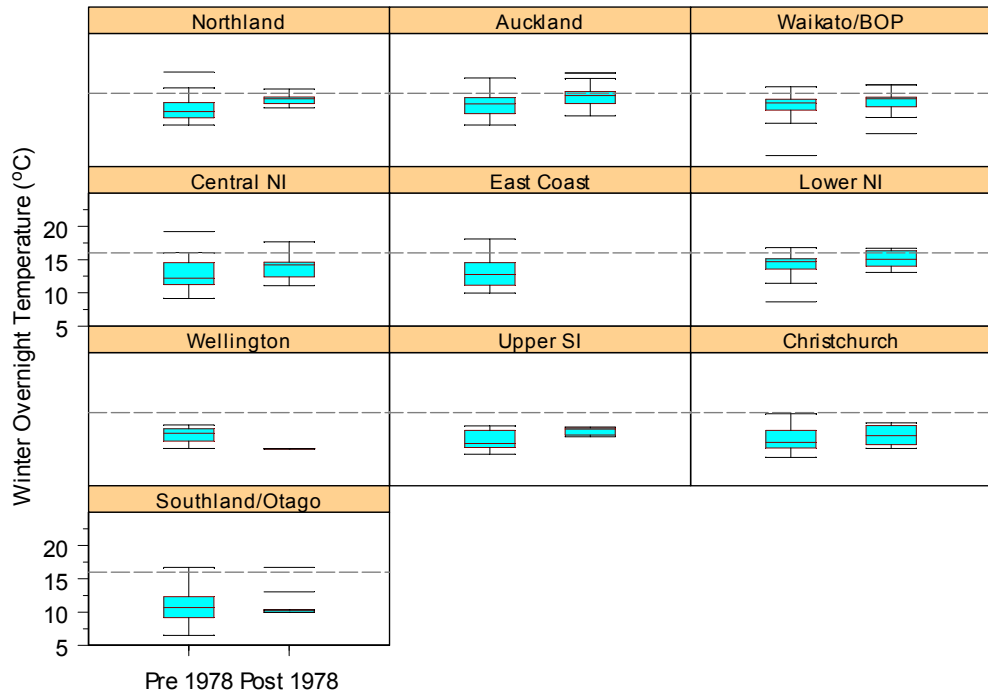 Northland Auckland Waikato/BOP
Central NI East Coast Lower NI
20
15
10
5
Wellington Upper SI Christchurch
Southland/Otago
20
15
10
5
Pre 1978 Post 1978
Winter Overnight Temperature (°C)